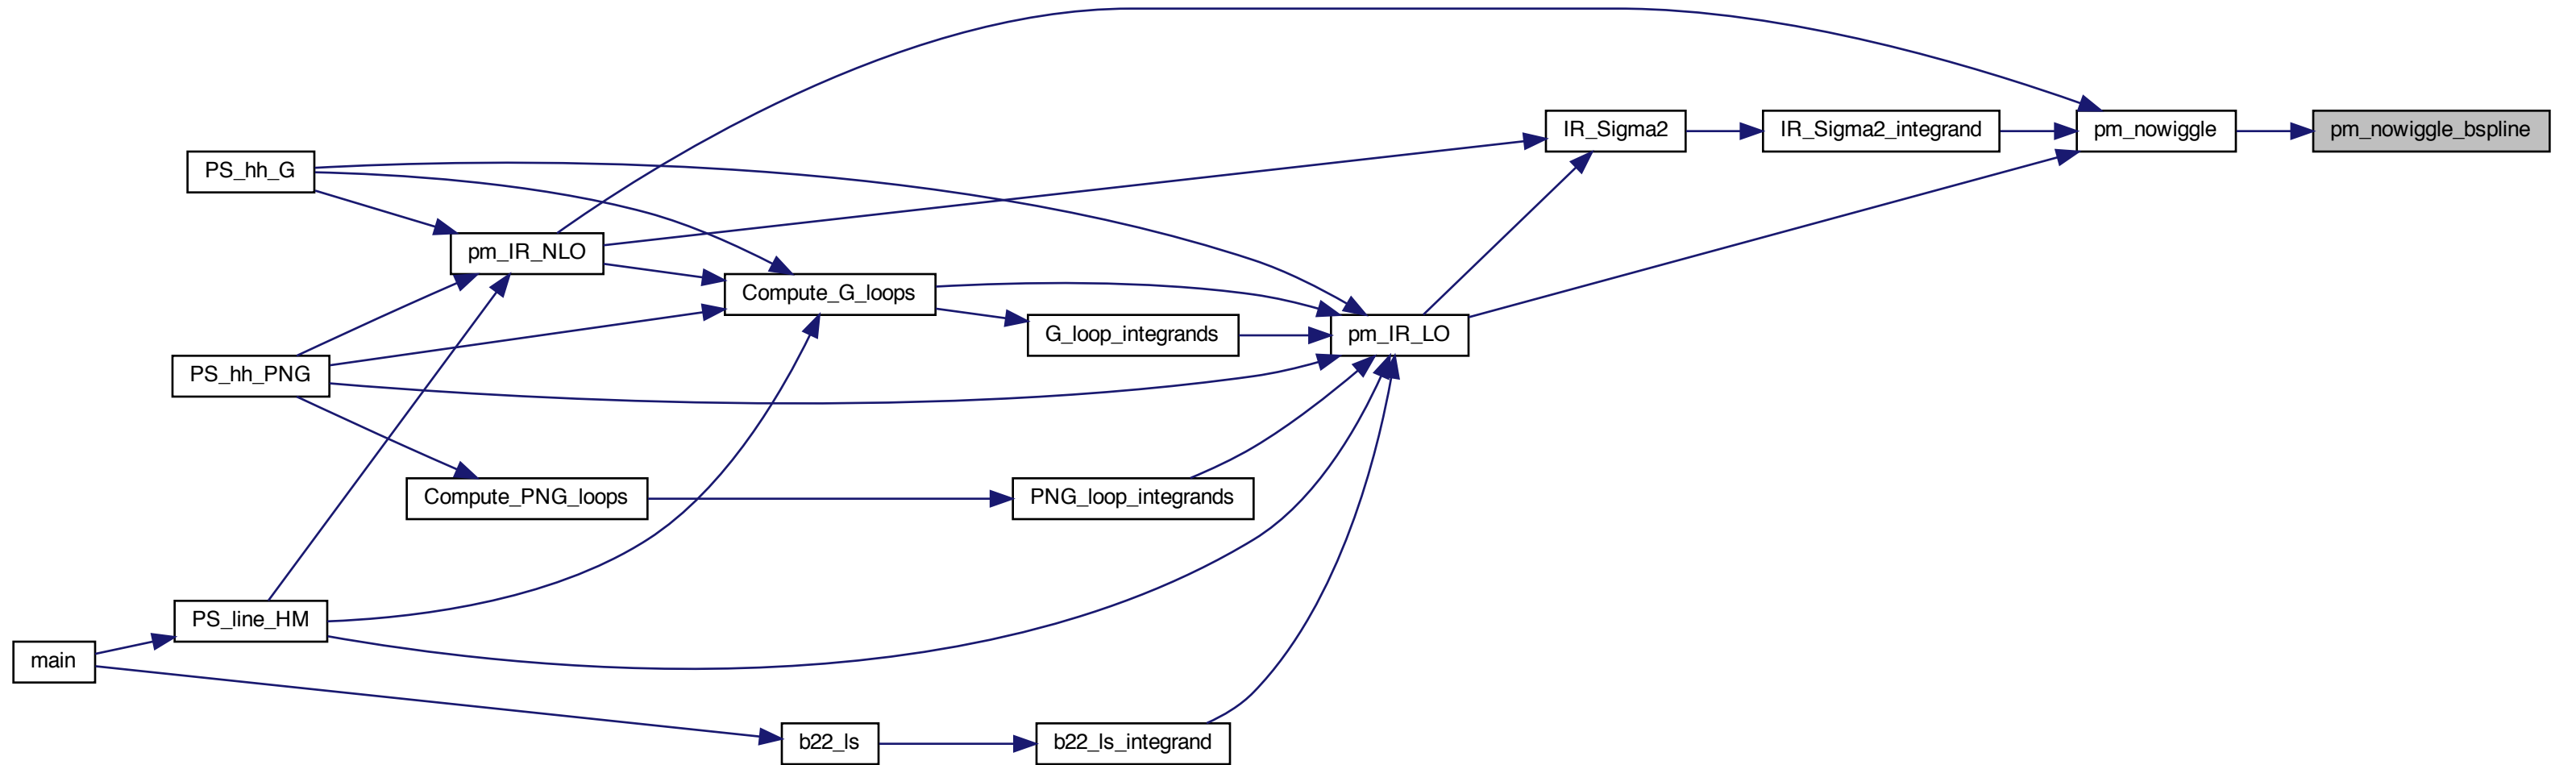 IR_Sigma2
IR_Sigma2_integrand
pm_nowiggle
pm_nowiggle_bspline
PS_hh_G
pm_IR_NLO
Compute_G_loops
G_loop_integrands
pm_IR_LO
PS_hh_PNG
Compute_PNG_loops
PNG_loop_integrands
PS_line_HM
main
b22_ls
b22_ls_integrand